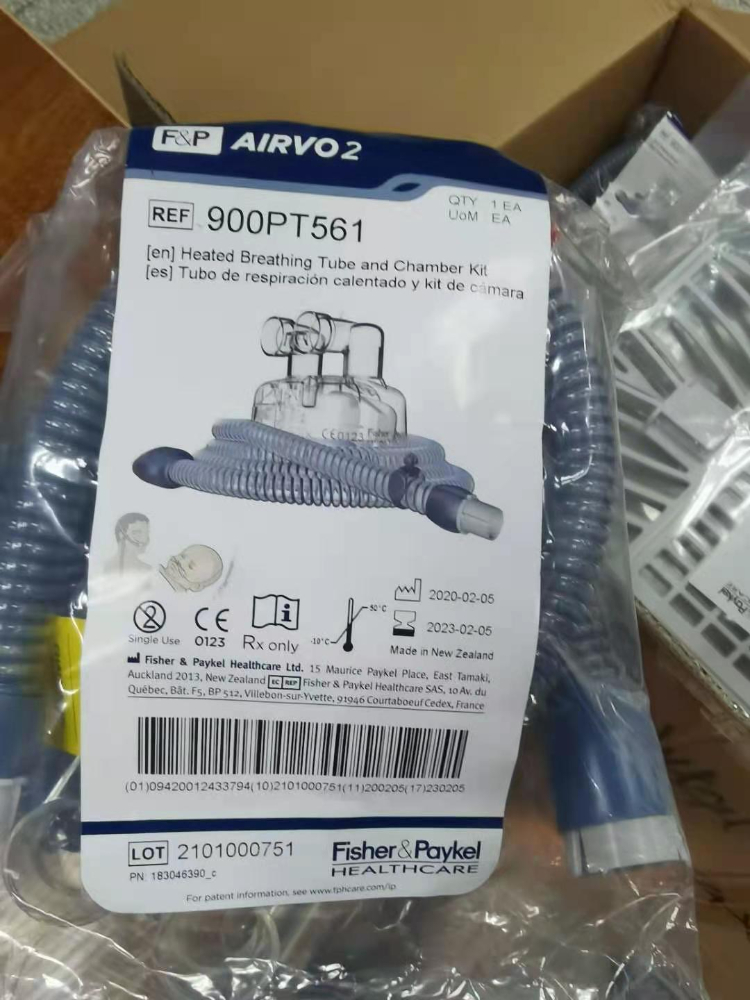 F&P AIRVO 2
QTY 1 EA
UoM EA
REF 900PT561
[en] Heated Breathing Tube and Chamber Kit
[es] Tubo de respiración calentado y kit de cámara
CE0123 Fisher
2020-02-05
50°C
-10°C
2023-02-05
Single Use
CE
0123
Rx only
Made in New Zealand
Fisher & Paykel Healthcare Ltd. 15 Maurice Paykel Place, East Tamaki,
Auckland 2013, New Zealand EC REP Fisher & Paykel Healthcare SAS, 10 Av. du
Québec, Bât. F5, BP 512, Villebon-sur-Yvette, 91946 Courtaboeuf Cedex, France
(01)09420012433794(10)2101000751(11)200205(17)230205
LOT 2101000751
PN: 183046390_c
Fisher&Paykel
HEALTHCARE
For patent information, see www.fphcare.com/ip